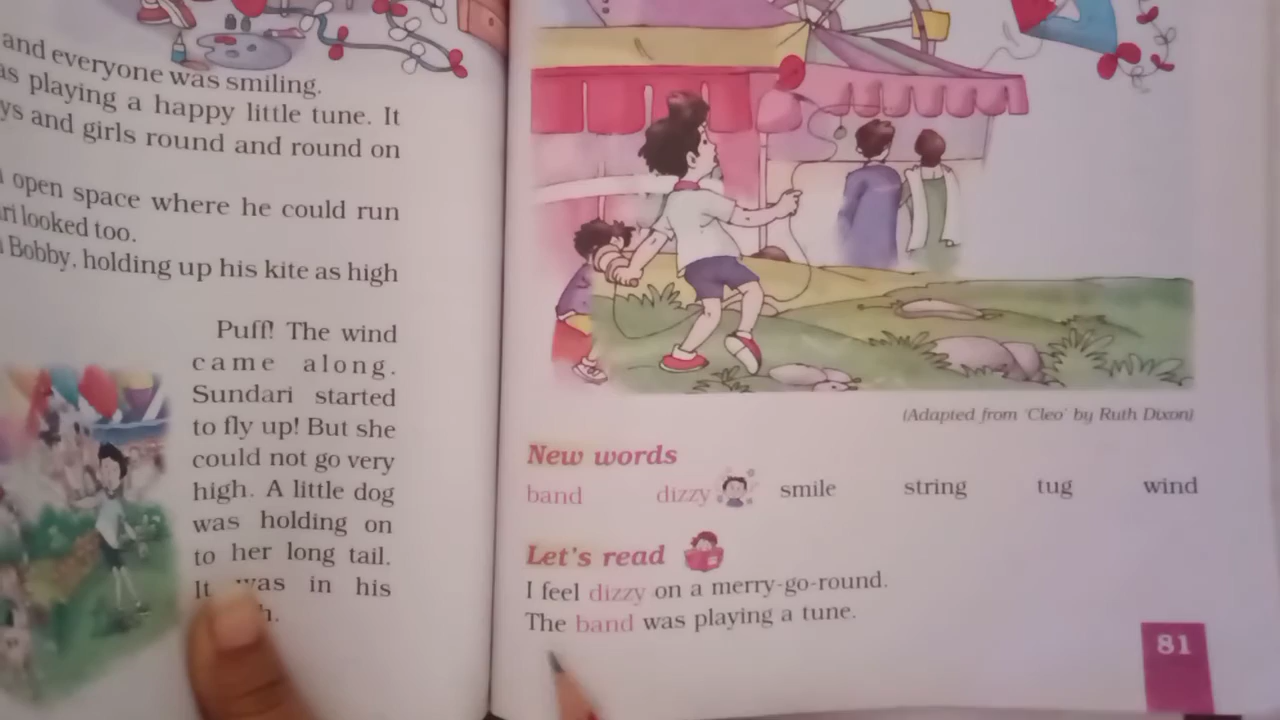 and everyone was smiling.
as playing a happy little tune. It
ys and girls round and round on
open space where he could run
ri looked too.
Bobby, holding up his kite as high
Puff! The wind
came along.
Sundari started
to fly up! But she
could not go very
high. A little dog
was holding on
to her long tail.
It was in his
h.
(Adapted from 'Cleo' by Ruth Dixon)
New words
band dizzy smile string tug wind
Let's read
I feel dizzy on a merry-go-round.
The band was playing a tune.
81